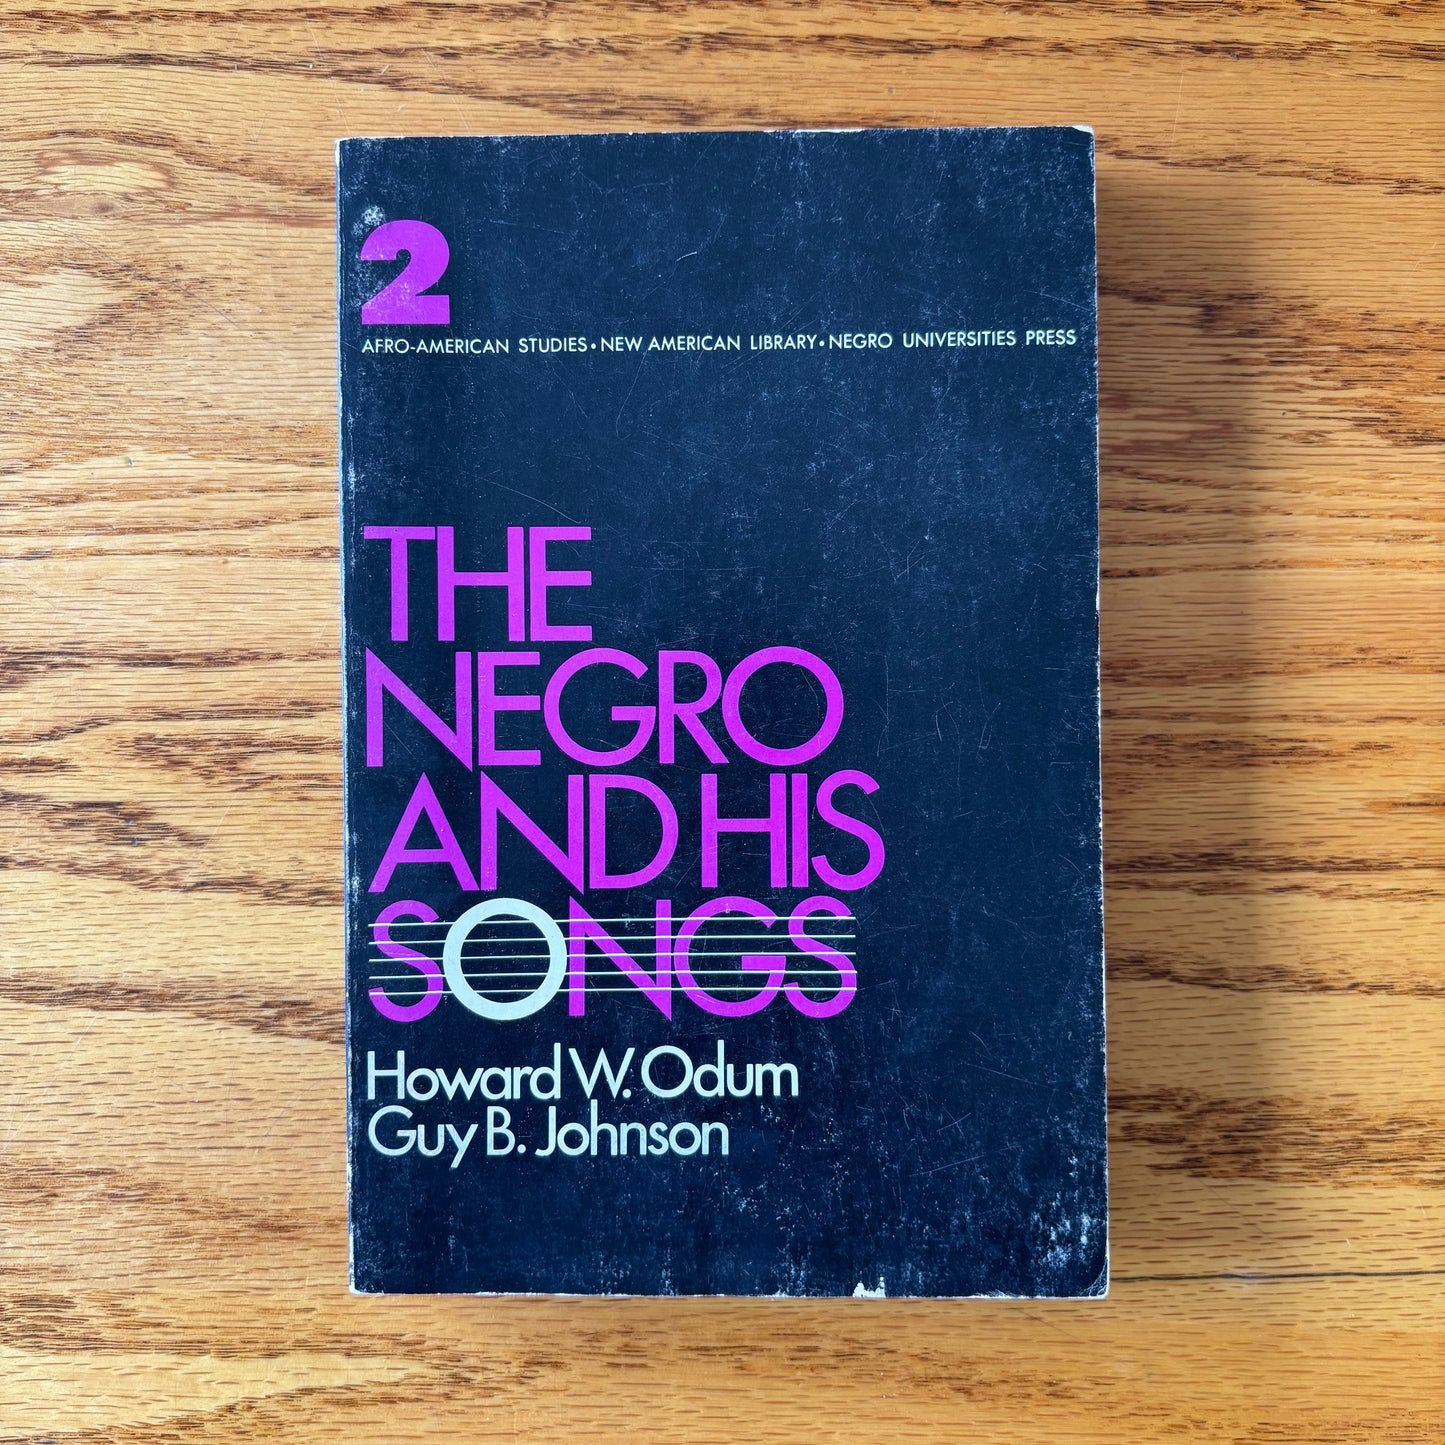 2
AFRO-AMERICAN STUDIES • NEW AMERICAN LIBRARY • NEGRO UNIVERSITIES PRESS
THE
NEGRO
AND HIS
SONGS
Howard W. Odum
Guy B. Johnson